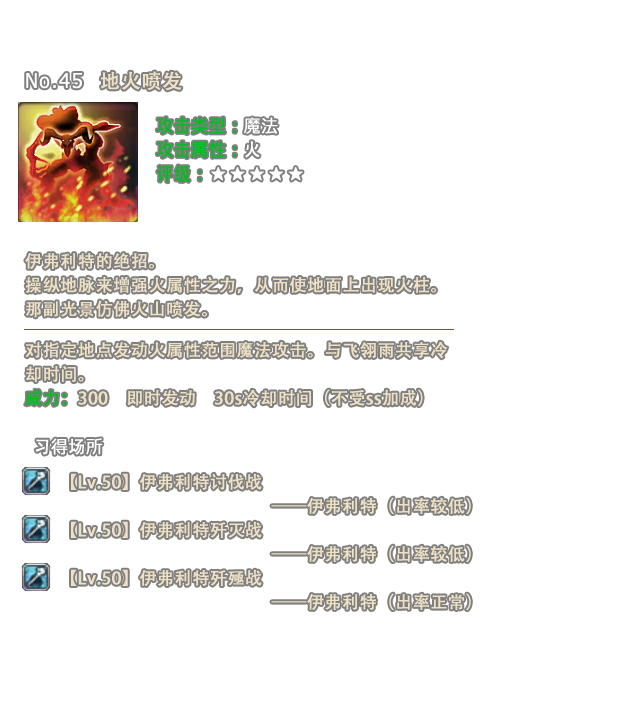 No.45 地火喷发
攻击类型：魔法
攻击属性：火
评级：☆☆☆☆☆
伊弗利特的绝招。
操纵地脉来增强火属性之力，从而使地面上出现火柱。
那副光景仿佛火山喷发。
对指定地点发动火属性范围魔法攻击。与飞翎雨共享冷
却时间。
威力：300 即时发动 30s冷却时间（不受ss加成）
习得场所
【Lv.50】伊弗利特讨伐战
——伊弗利特（出率较低）
【Lv.50】伊弗利特歼灭战
——伊弗利特（出率较低）
【Lv.50】伊弗利特歼殛战
——伊弗利特（出率正常）